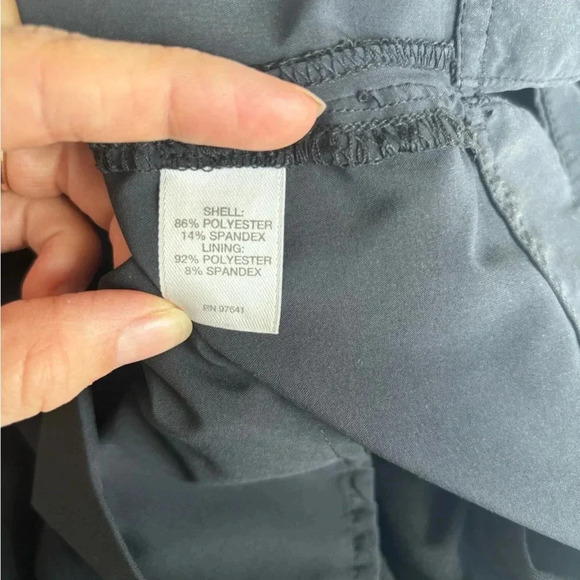 SHELL:
86% POLYESTER
14% SPANDEX
LINING:
92% POLYESTER
8% SPANDEX
RN 97641